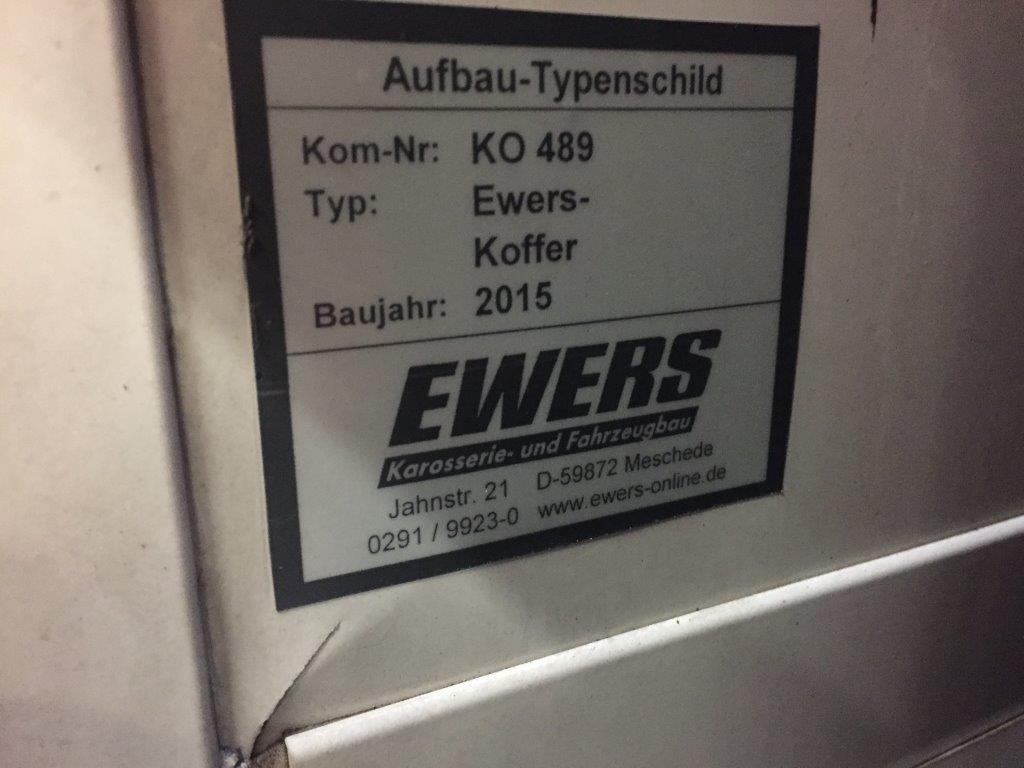 Aufbau-Typenschild
Kom-Nr: KO 489
Typ: Ewers-
Koffer
Baujahr: 2015
EWERS
Karosserie- und Fahrzeugbau
Jahnstr. 21 D-59872 Meschede
0291 / 9923-0 www.ewers-online.de